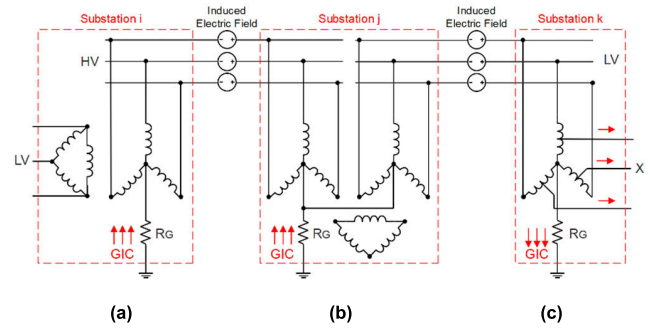 Substation i
Induced
Electric Field
Substation j
Induced
Electric Field
Substation k
HV
- +
- +
- +
- +
- +
- +
LV
LV
X
RG
GIC
RG
GIC
RG
GIC
(a)
(b)
(c)